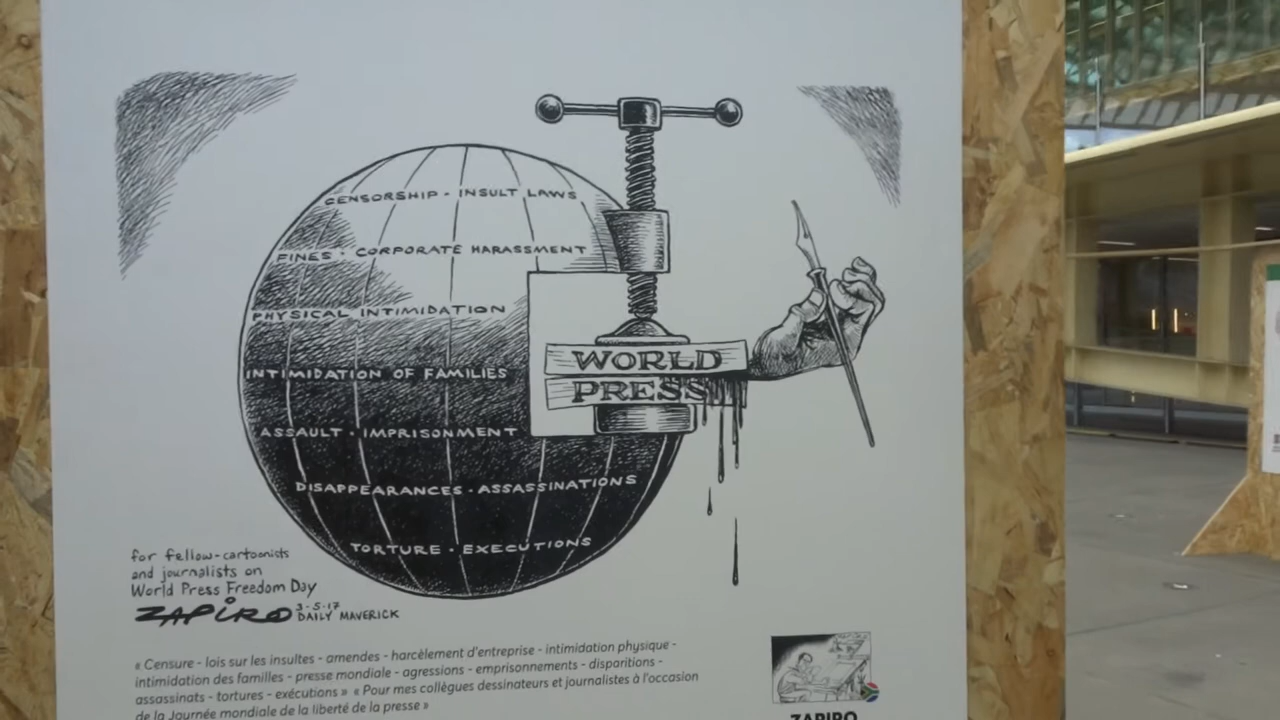 CENSORSHIP · INSULT LAWS
FINES · CORPORATE HARASSMENT
PHYSICAL INTIMIDATION
INTIMIDATION OF FAMILIES
ASSAULT · IMPRISONMENT
DISAPPEARANCES · ASSASSINATIONS
TORTURE · EXECUTIONS
WORLD
PRESS
for fellow-cartoonists
and journalists on
World Press Freedom Day
ZAPIRO 3-5-17
DAILY MAVERICK
« Censure - lois sur les insultes - amendes - harcèlement d'entreprise - intimidation physique -
intimidation des familles - presse mondiale - agressions - emprisonnements - disparitions -
assassinats - tortures - exécutions » « Pour mes collègues dessinateurs et journalistes à l'occasion
de la Journée mondiale de la liberté de la presse »
ZAPIRO